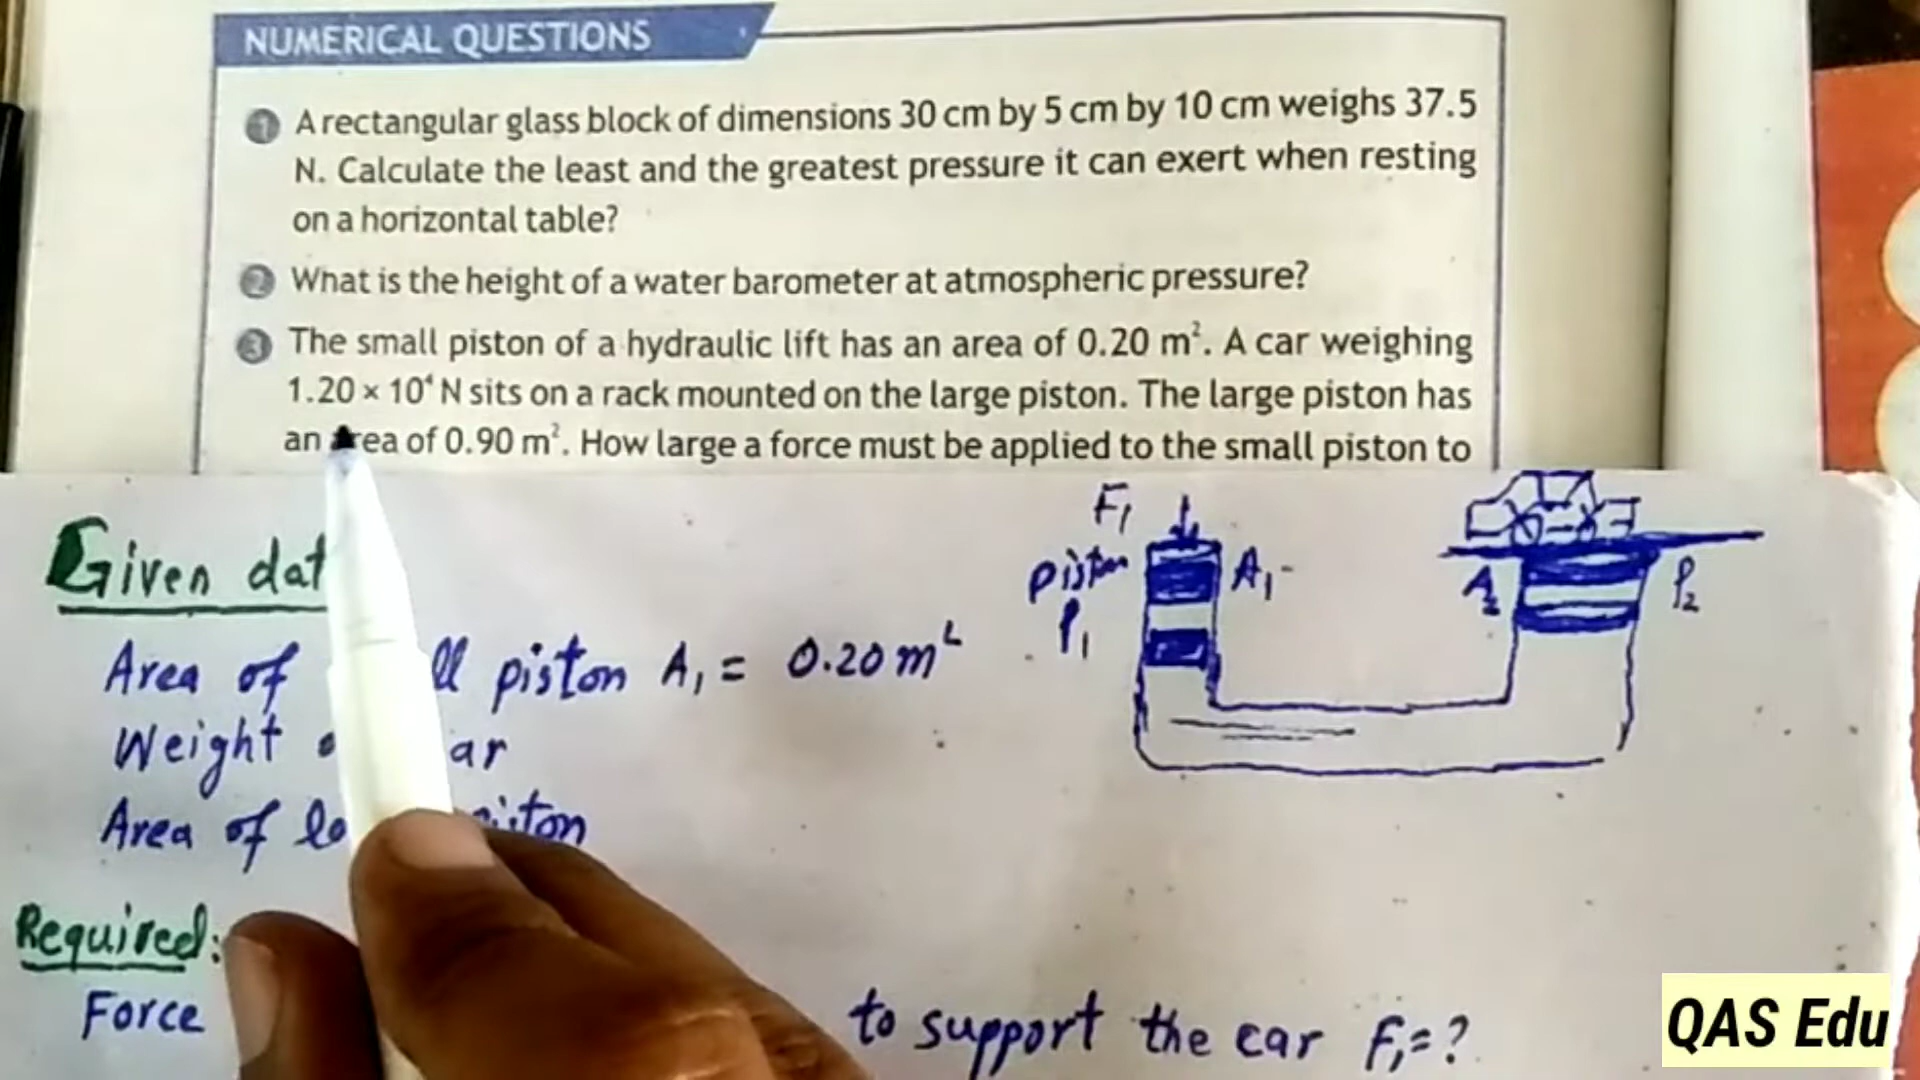 NUMERICAL QUESTIONS
1 A rectangular glass block of dimensions 30 cm by 5 cm by 10 cm weighs 37.5
N. Calculate the least and the greatest pressure it can exert when resting
on a horizontal table?
2 What is the height of a water barometer at atmospheric pressure?
3 The small piston of a hydraulic lift has an area of 0.20 m². A car weighing
1.20 × 10⁴ N sits on a rack mounted on the large piston. The large piston has
an area of 0.90 m². How large a force must be applied to the small piston to
Given dat
Area of ll piston A₁ = 0.20 m²
Weight ar
Area of piston
Required:
Force to support the car F₁=?
F₁
piston A₁
P₁
A₂ P₂
QAS Edu